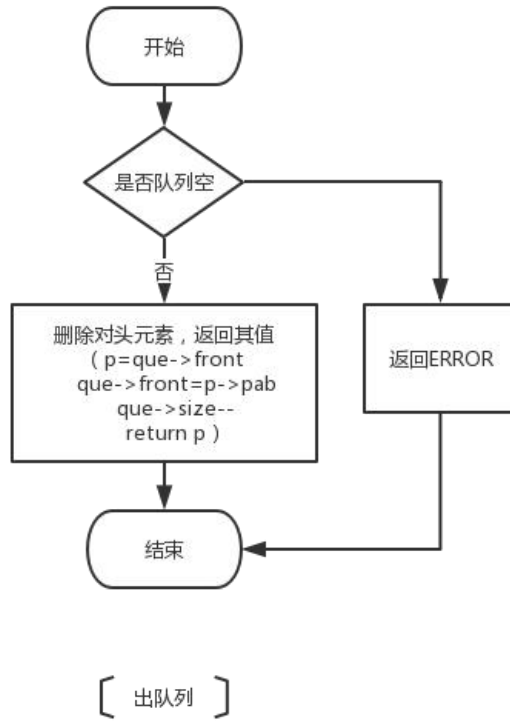 开始
是否队列空
否
删除对头元素，返回其值
（p=que->front
que->front=p->pab
que->size--
return p）
返回ERROR
结束
出队列